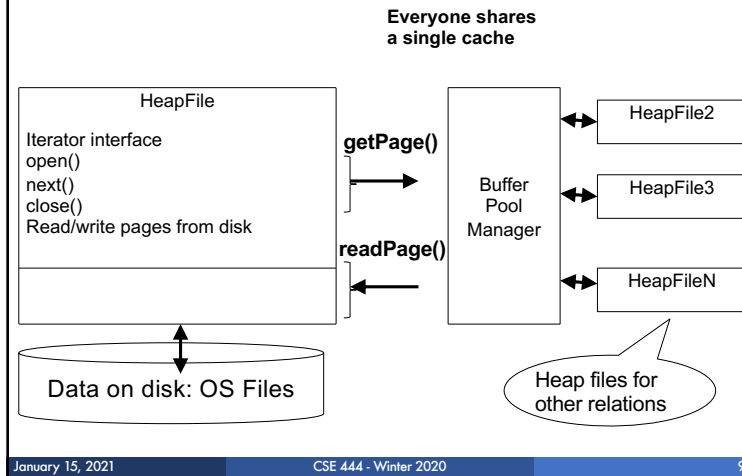 Everyone shares
a single cache
HeapFile
Iterator interface
open()
next()
close()
Read/write pages from disk
getPage()
readPage()
Buffer
Pool
Manager
HeapFile2
HeapFile3
HeapFileN
Data on disk: OS Files
Heap files for
other relations
January 15, 2021
CSE 444 - Winter 2020
9